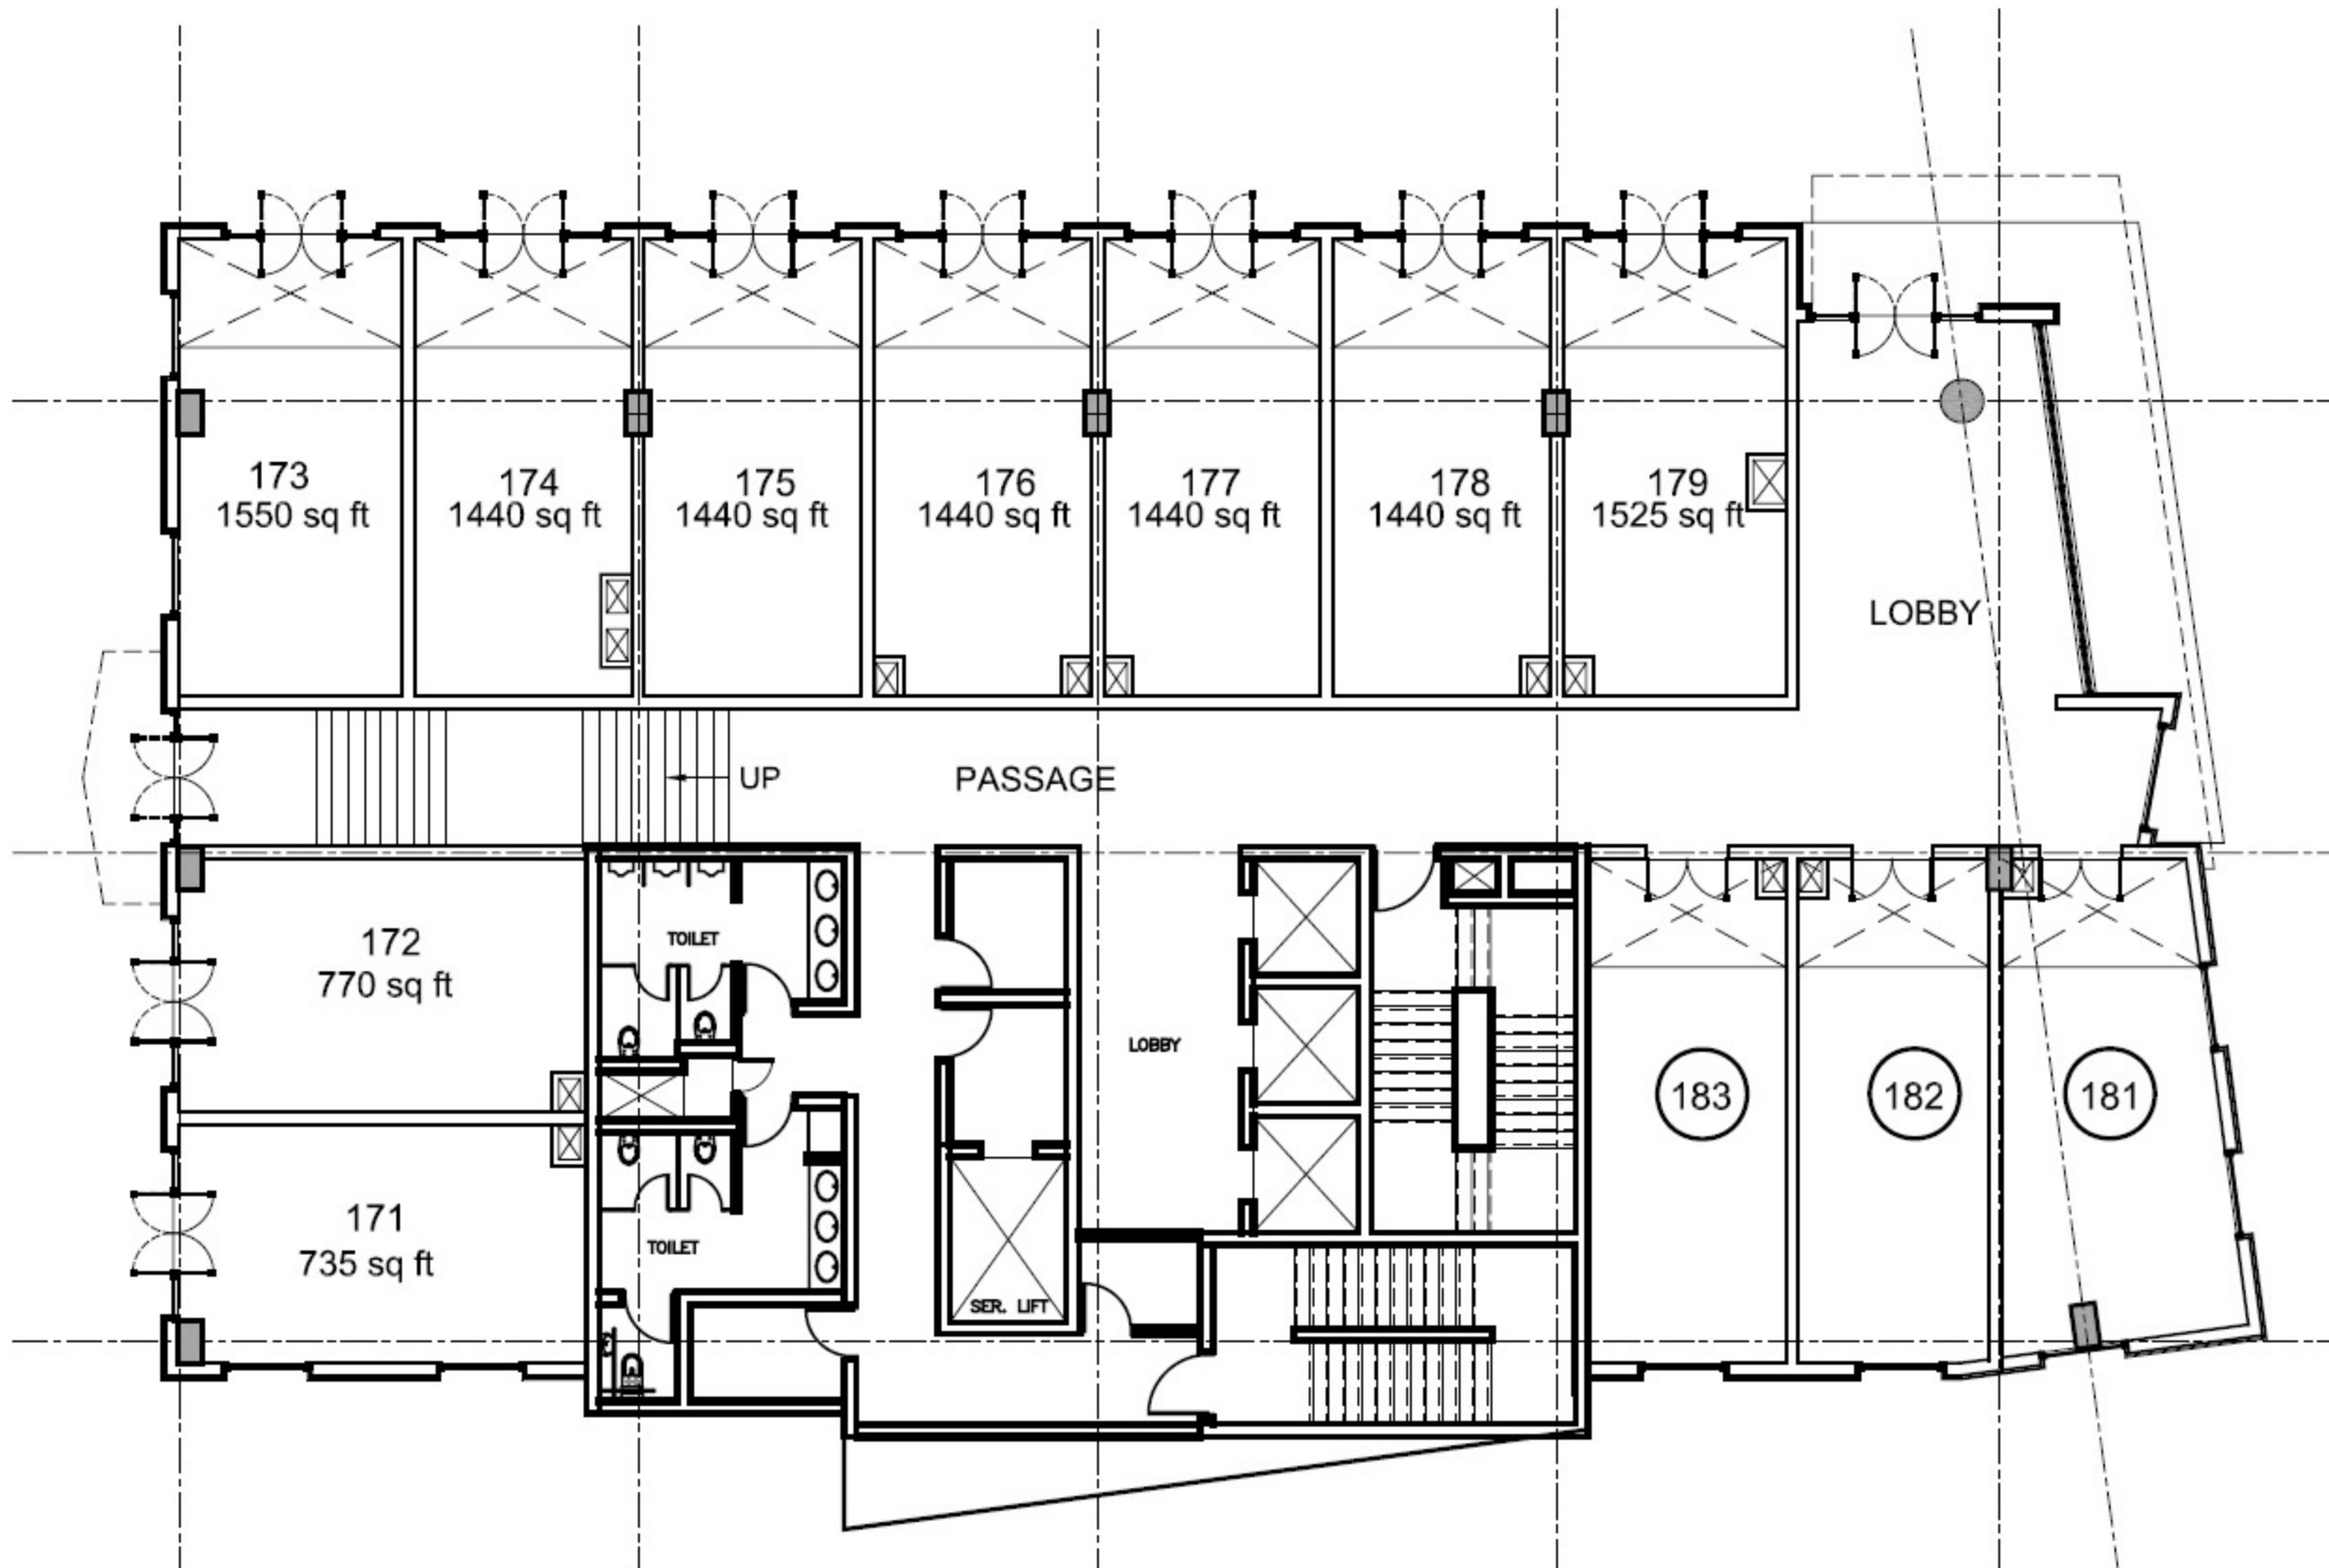 173
1550 sq ft
174
1440 sq ft
175
1440 sq ft
176
1440 sq ft
177
1440 sq ft
178
1440 sq ft
179
1525 sq ft
LOBBY
UP
PASSAGE
172
770 sq ft
TOILET
LOBBY
183
182
181
171
735 sq ft
TOILET
SER. LIFT